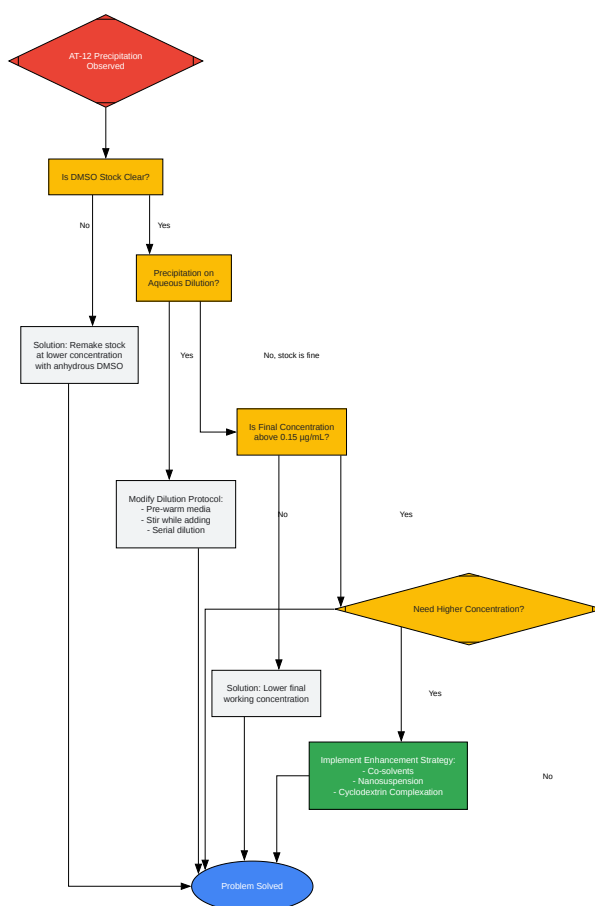 AT-12 Precipitation
Observed
Is DMSO Stock Clear?
No
Yes
Precipitation on
Aqueous Dilution?
Solution: Remake stock
at lower concentration
with anhydrous DMSO
Yes
No, stock is fine
Is Final Concentration
above 0.15 µg/mL?
Modify Dilution Protocol:
- Pre-warm media
- Stir while adding
- Serial dilution
No
Yes
Need Higher Concentration?
Solution: Lower final
working concentration
Yes
Implement Enhancement Strategy:
- Co-solvents
- Nanosuspension
- Cyclodextrin Complexation
No
Problem Solved